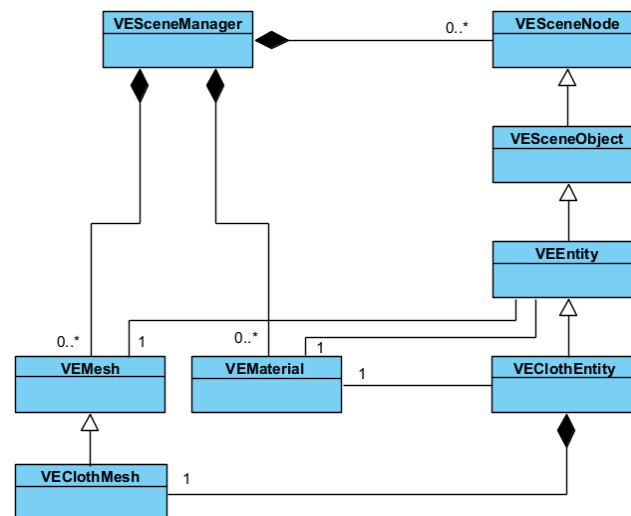 VESceneManager
0..*
VESceneNode
VESceneObject
VEEntity
0..*
1
0..*
1
VEMesh
VEMaterial
1
VEClothEntity
VEClothMesh
1